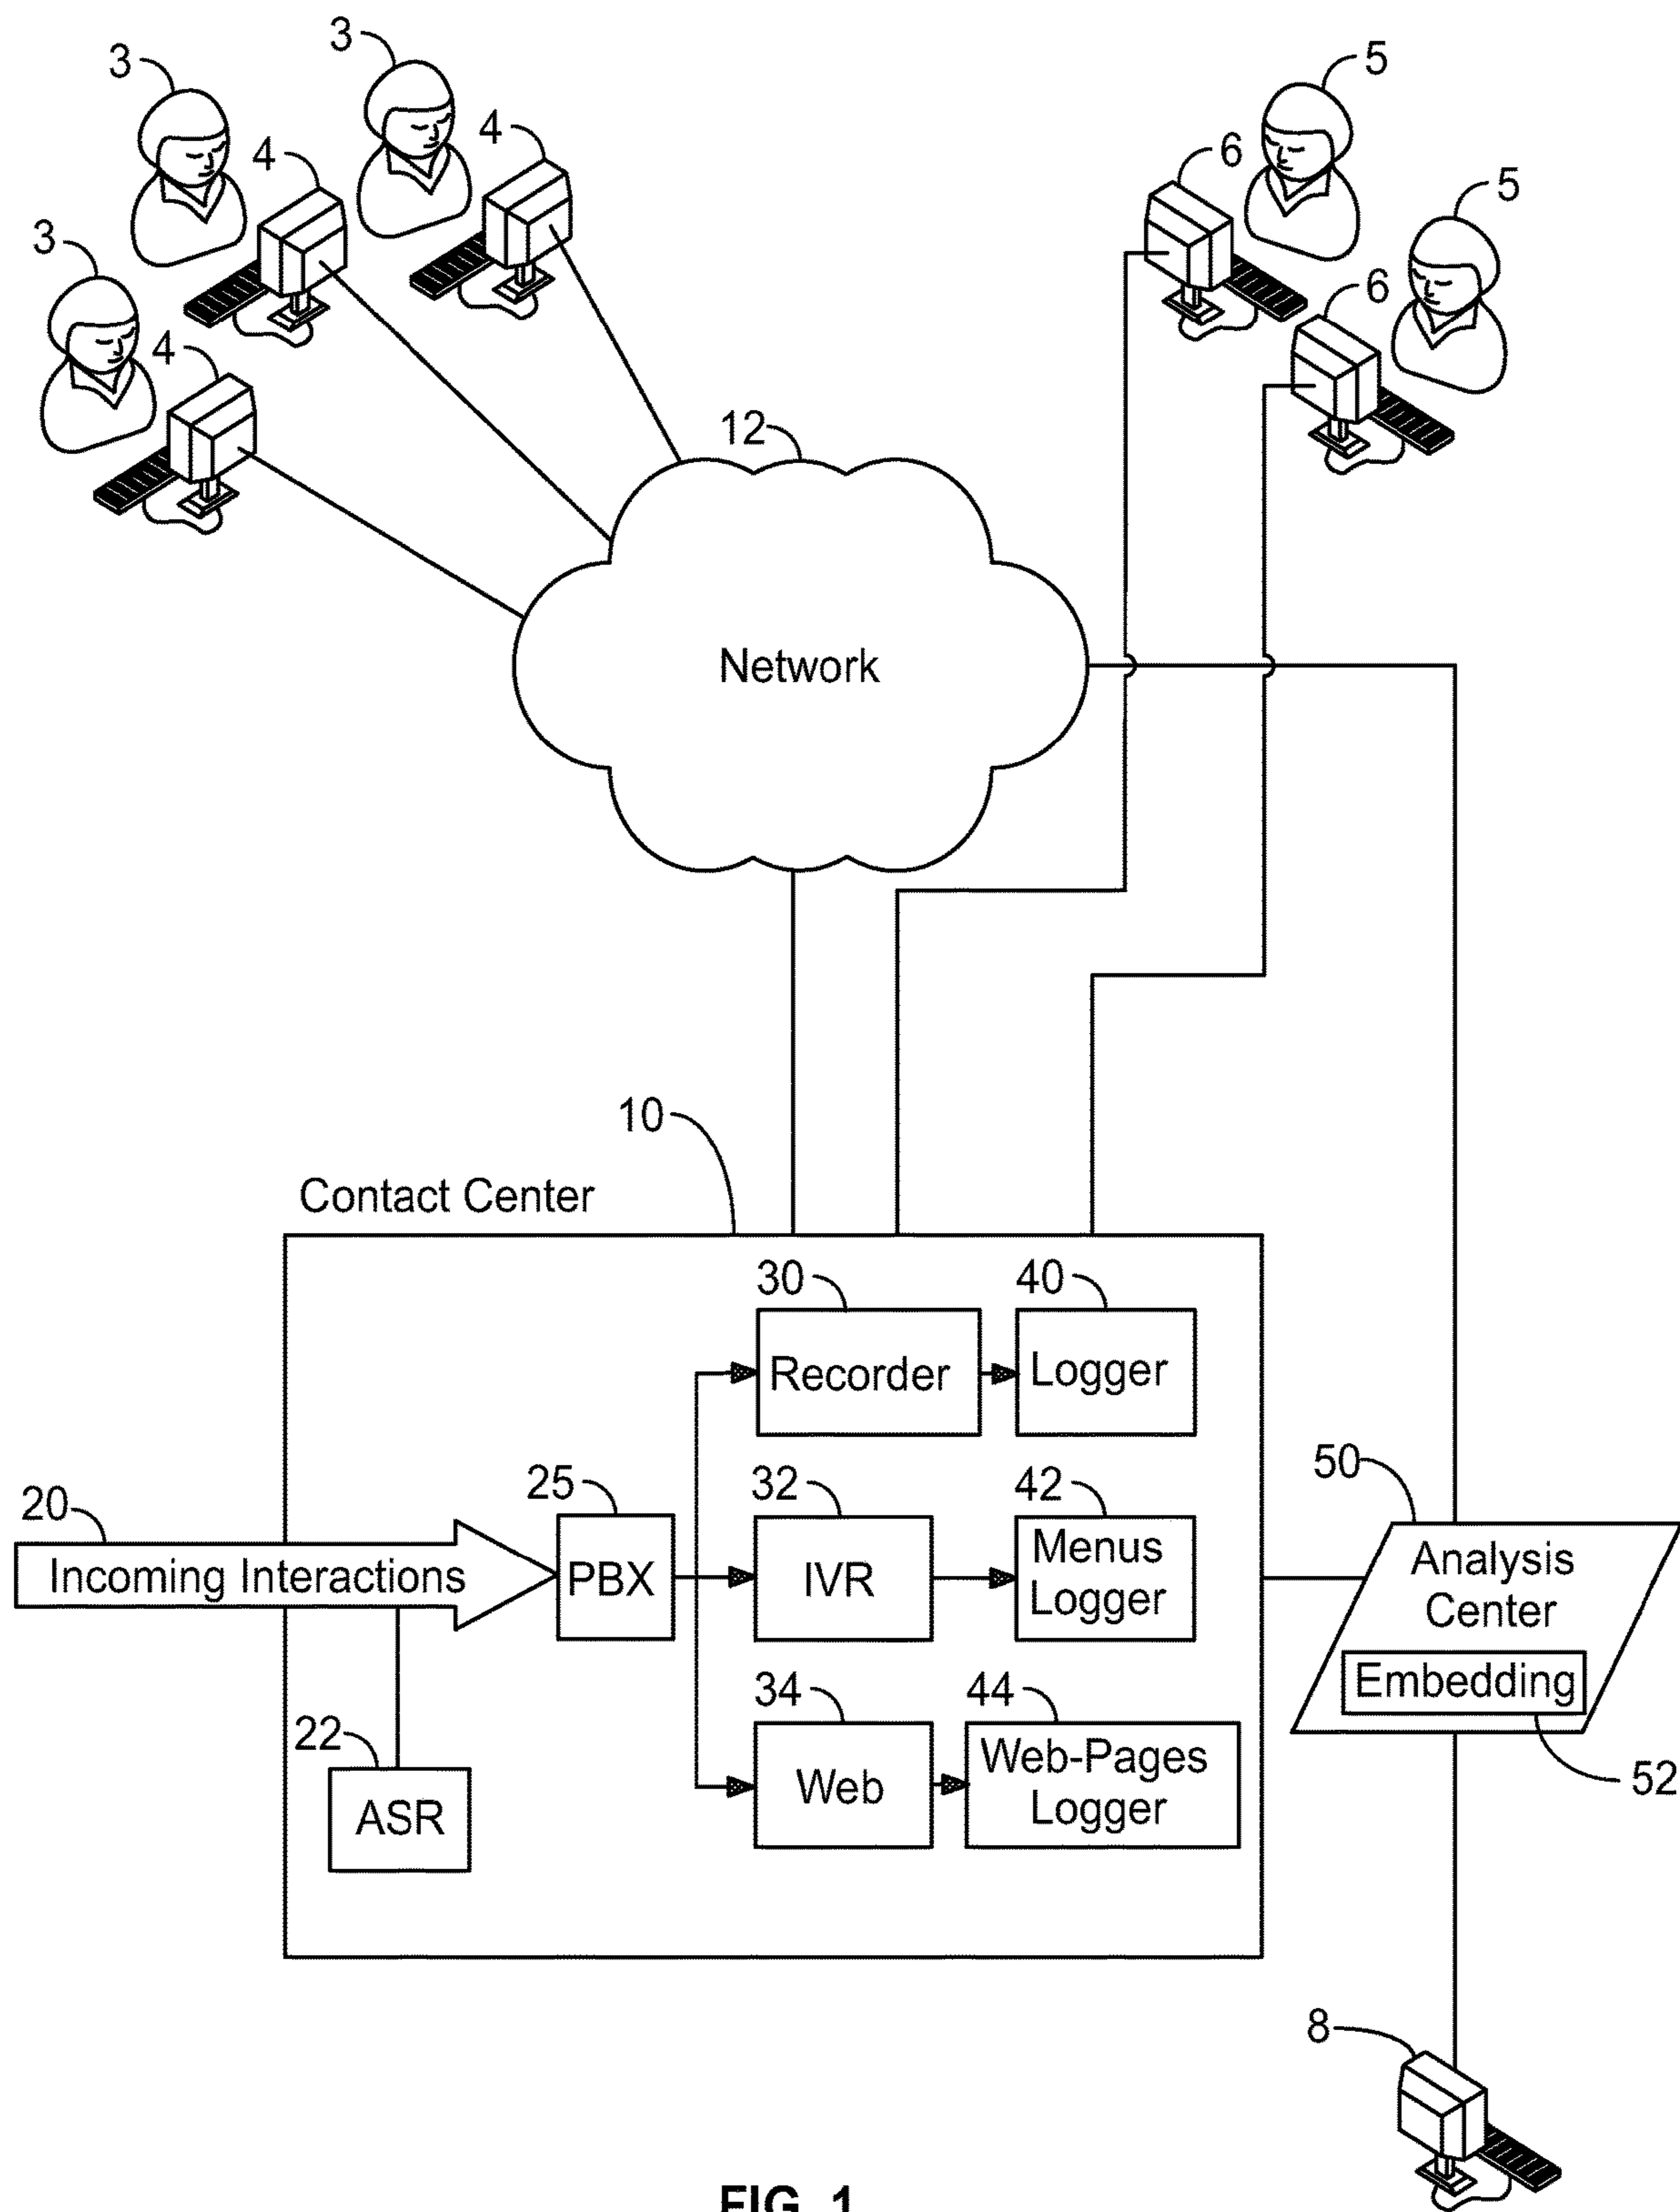 3
3
5
4
4
6
5
3
6
4
12
Network
10
Contact Center
30
40
Recorder
Logger
50
20
25
32
42
Incoming Interactions
PBX
IVR
Menus
Logger
Analysis
Center
Embedding
34
44
22
52
ASR
Web
Web-Pages
Logger
8
FIG. 1